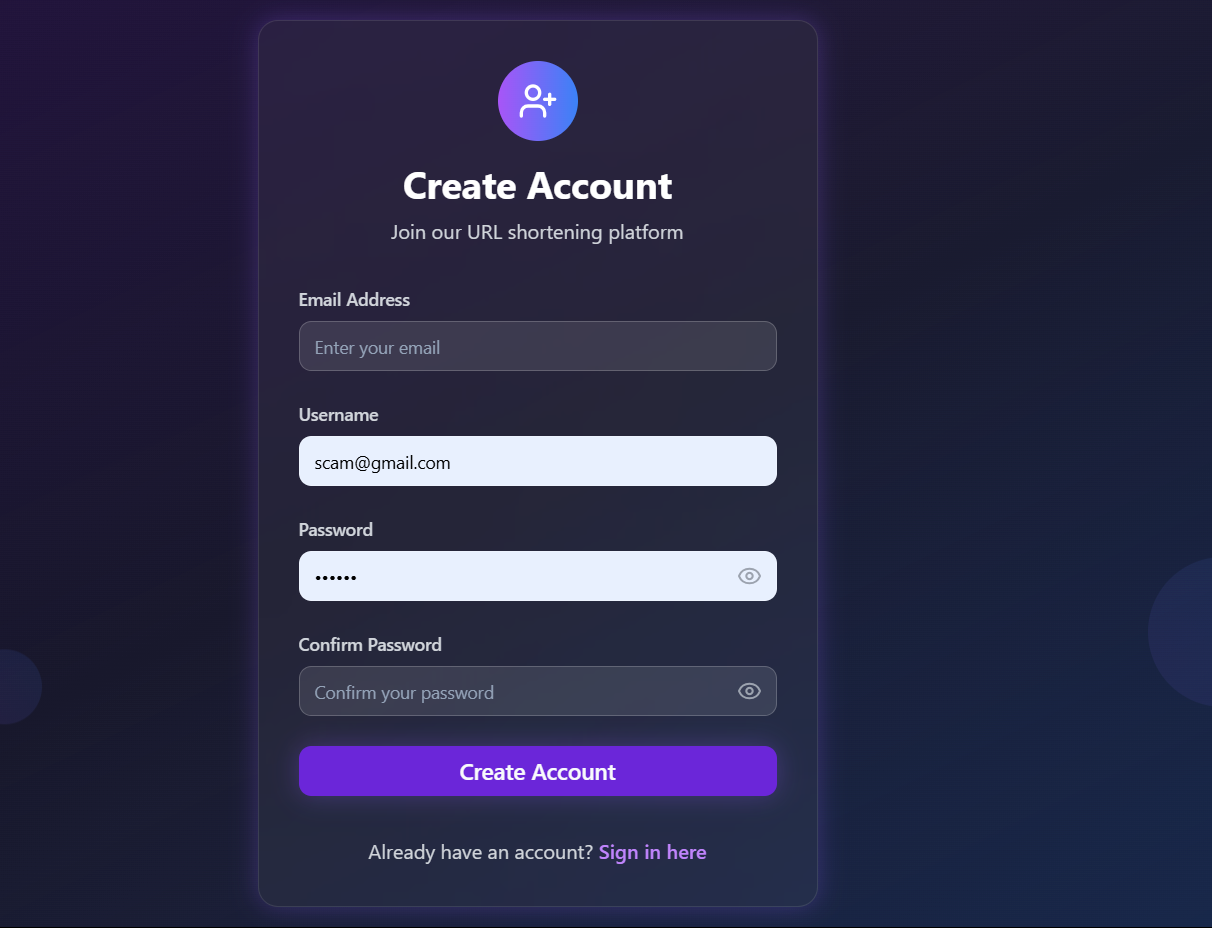 Create Account
Join our URL shortening platform
Email Address
Enter your email
Username
scam@gmail.com
Password
••••••
Confirm Password
Confirm your password
Create Account
Already have an account? Sign in here